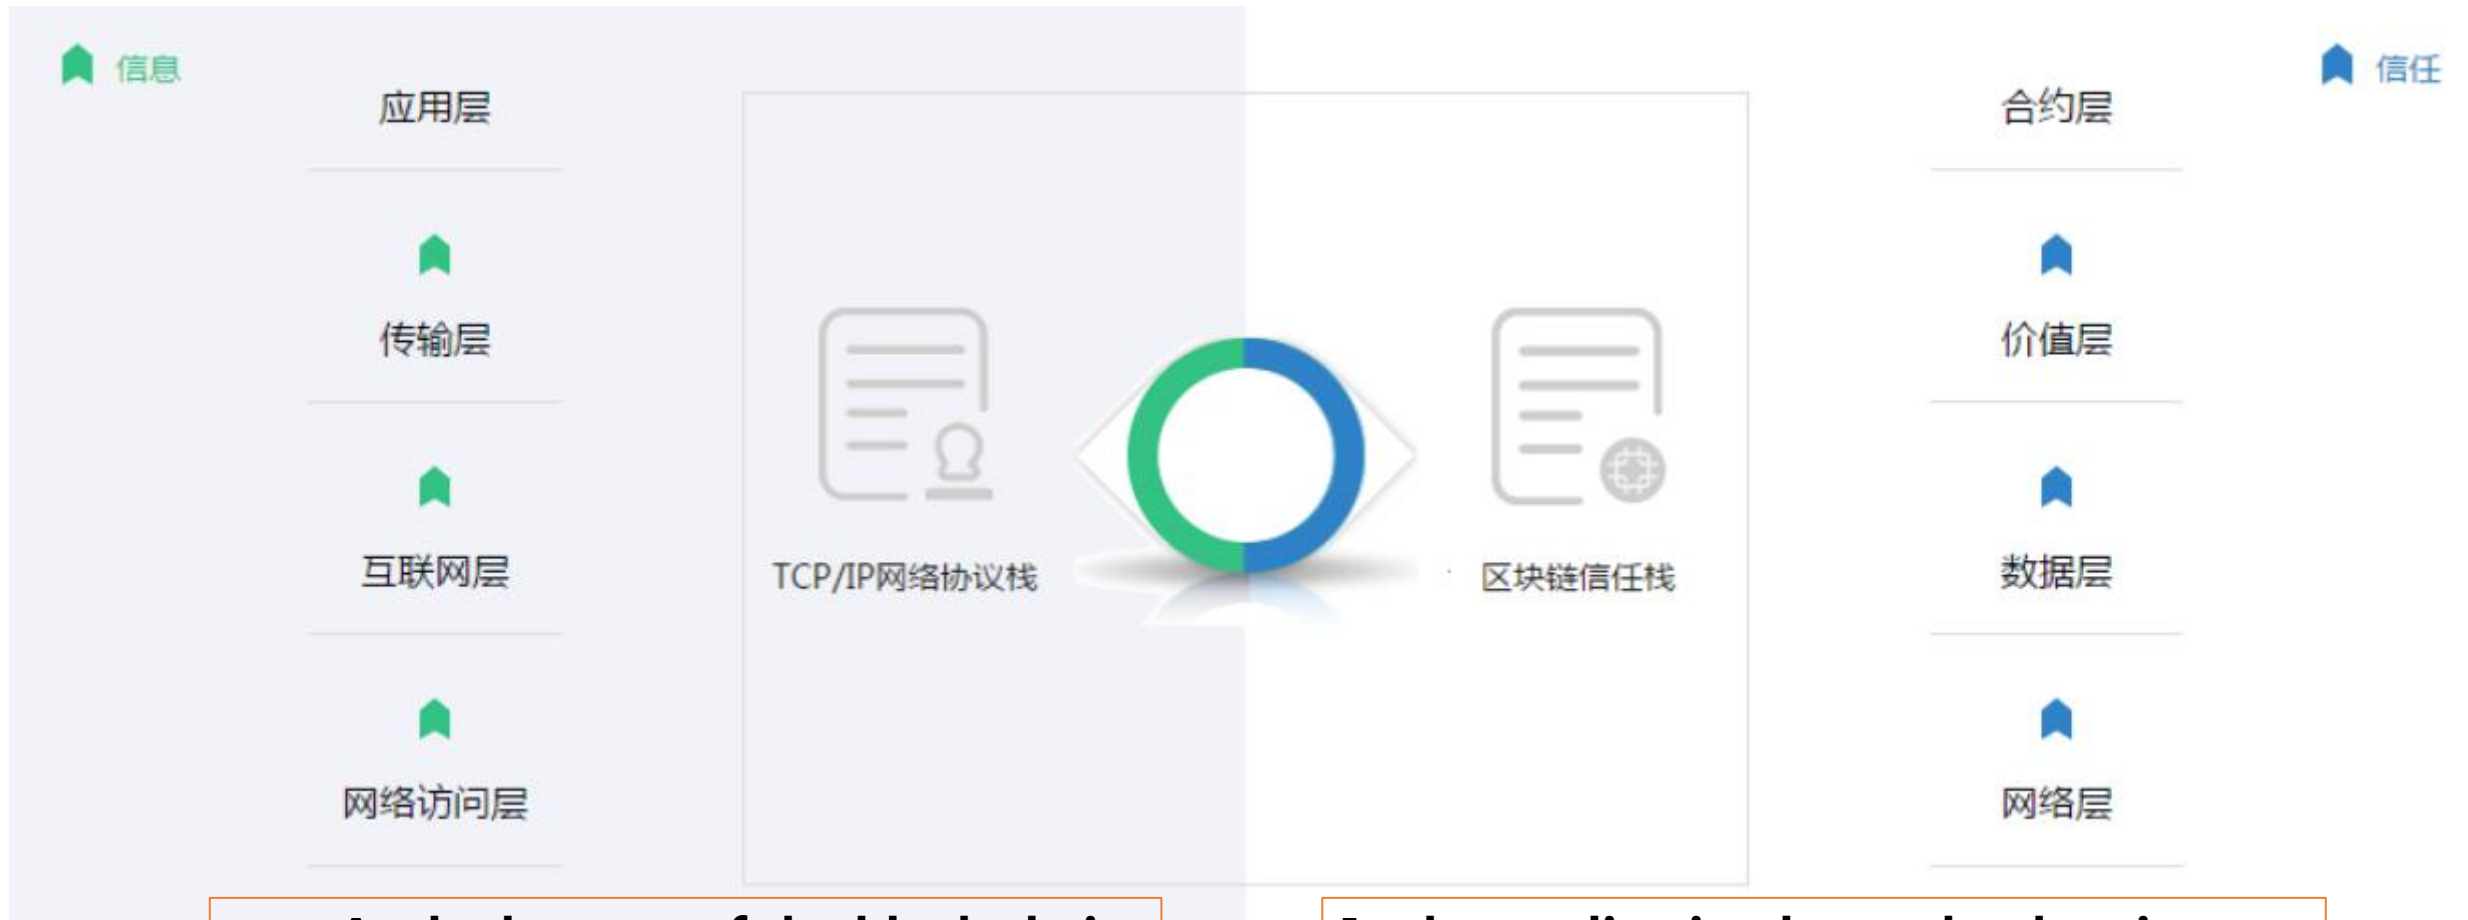 信息
应用层
传输层
互联网层
网络访问层
TCP/IP网络协议栈
区块链信任栈
信任
合约层
价值层
数据层
网络层